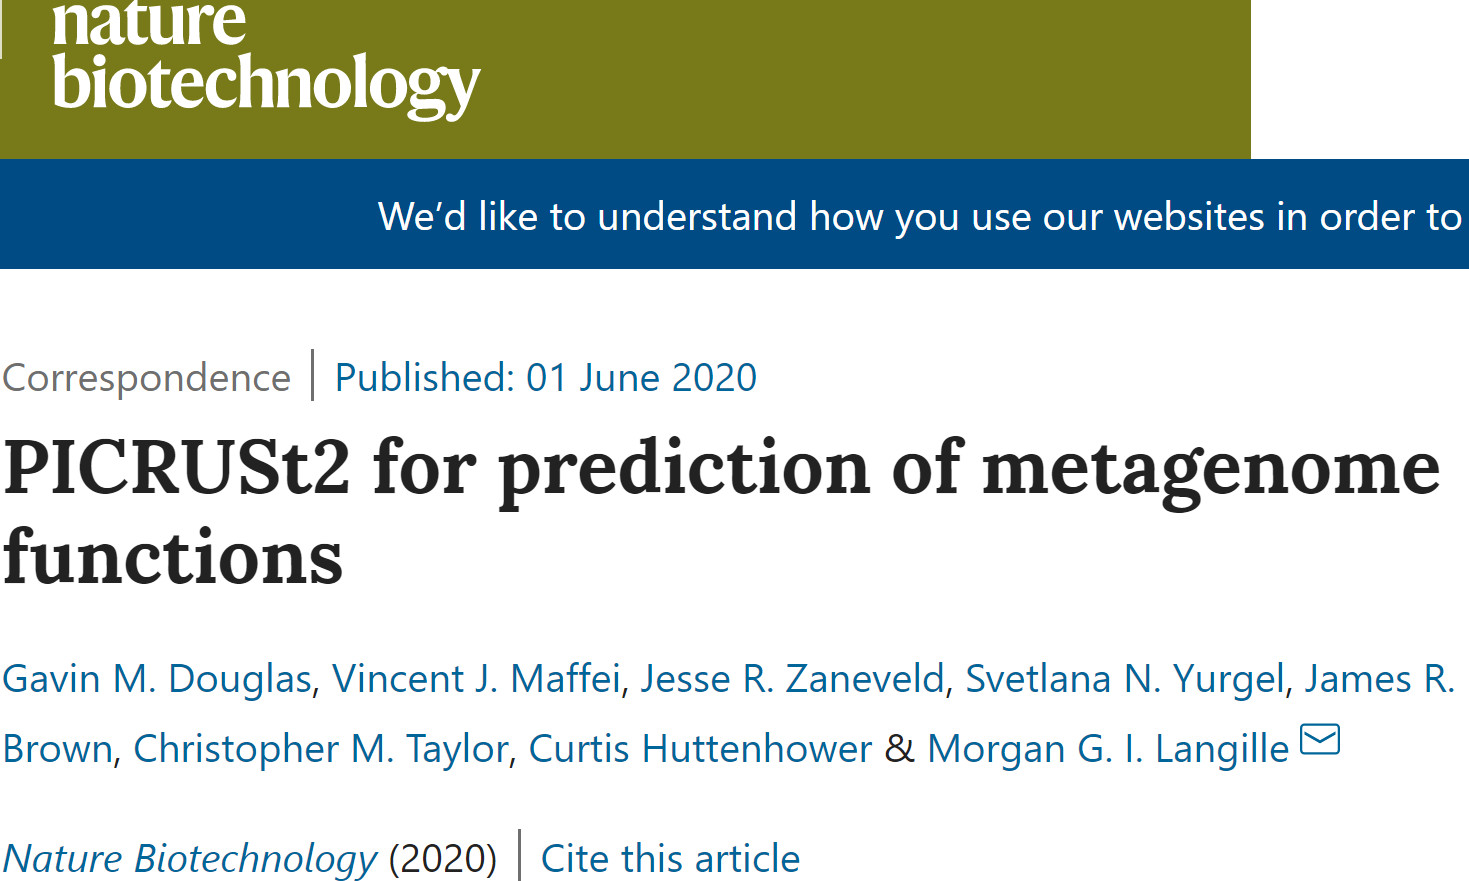 nature
biotechnology
We’d like to understand how you use our websites in order to
Correspondence | Published: 01 June 2020
PICRUSt2 for prediction of metagenome
functions
Gavin M. Douglas, Vincent J. Maffei, Jesse R. Zaneveld, Svetlana N. Yurgel, James R.
Brown, Christopher M. Taylor, Curtis Huttenhower & Morgan G. I. Langille
Nature Biotechnology (2020) | Cite this article